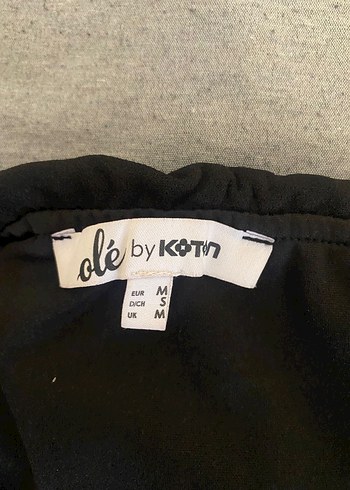 olé by KOTON
EUR M
D/CH S
UK M